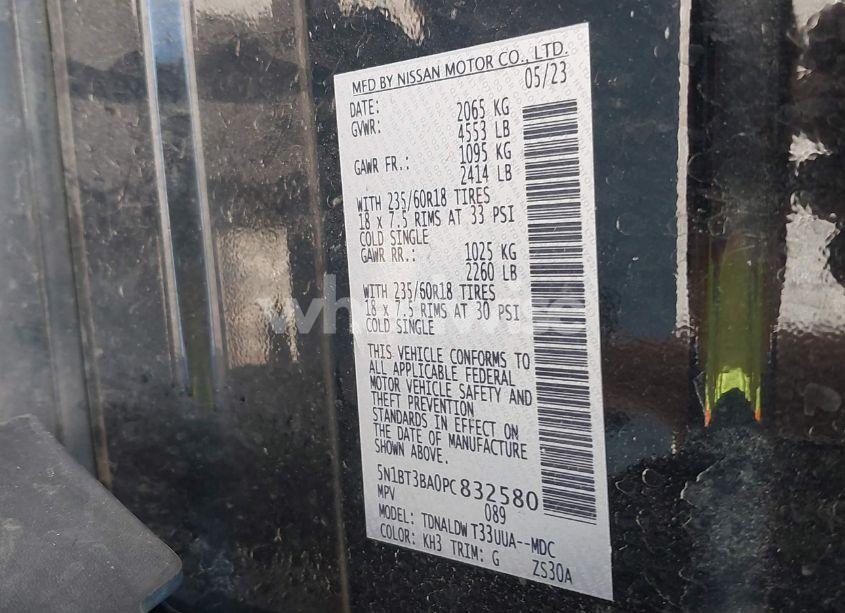 MFD BY NISSAN MOTOR CO., LTD.
DATE: 05/23
GVWR: 2065 KG
4553 LB
GAWR FR.: 1095 KG
2414 LB
WITH 235/60R18 TIRES
18 x 7.5 RIMS AT 33 PSI
COLD SINGLE
GAWR RR.: 1025 KG
2260 LB
WITH 235/60R18 TIRES
18 x 7.5 RIMS AT 30 PSI
COLD SINGLE
THIS VEHICLE CONFORMS TO
ALL APPLICABLE FEDERAL
MOTOR VEHICLE SAFETY AND
THEFT PREVENTION
STANDARDS IN EFFECT ON
THE DATE OF MANUFACTURE
SHOWN ABOVE.
5N1BT3BA0PC832580
MPV 089
MODEL: TDNALDW T33UUA--MDC
COLOR: KH3 TRIM: G ZS30A